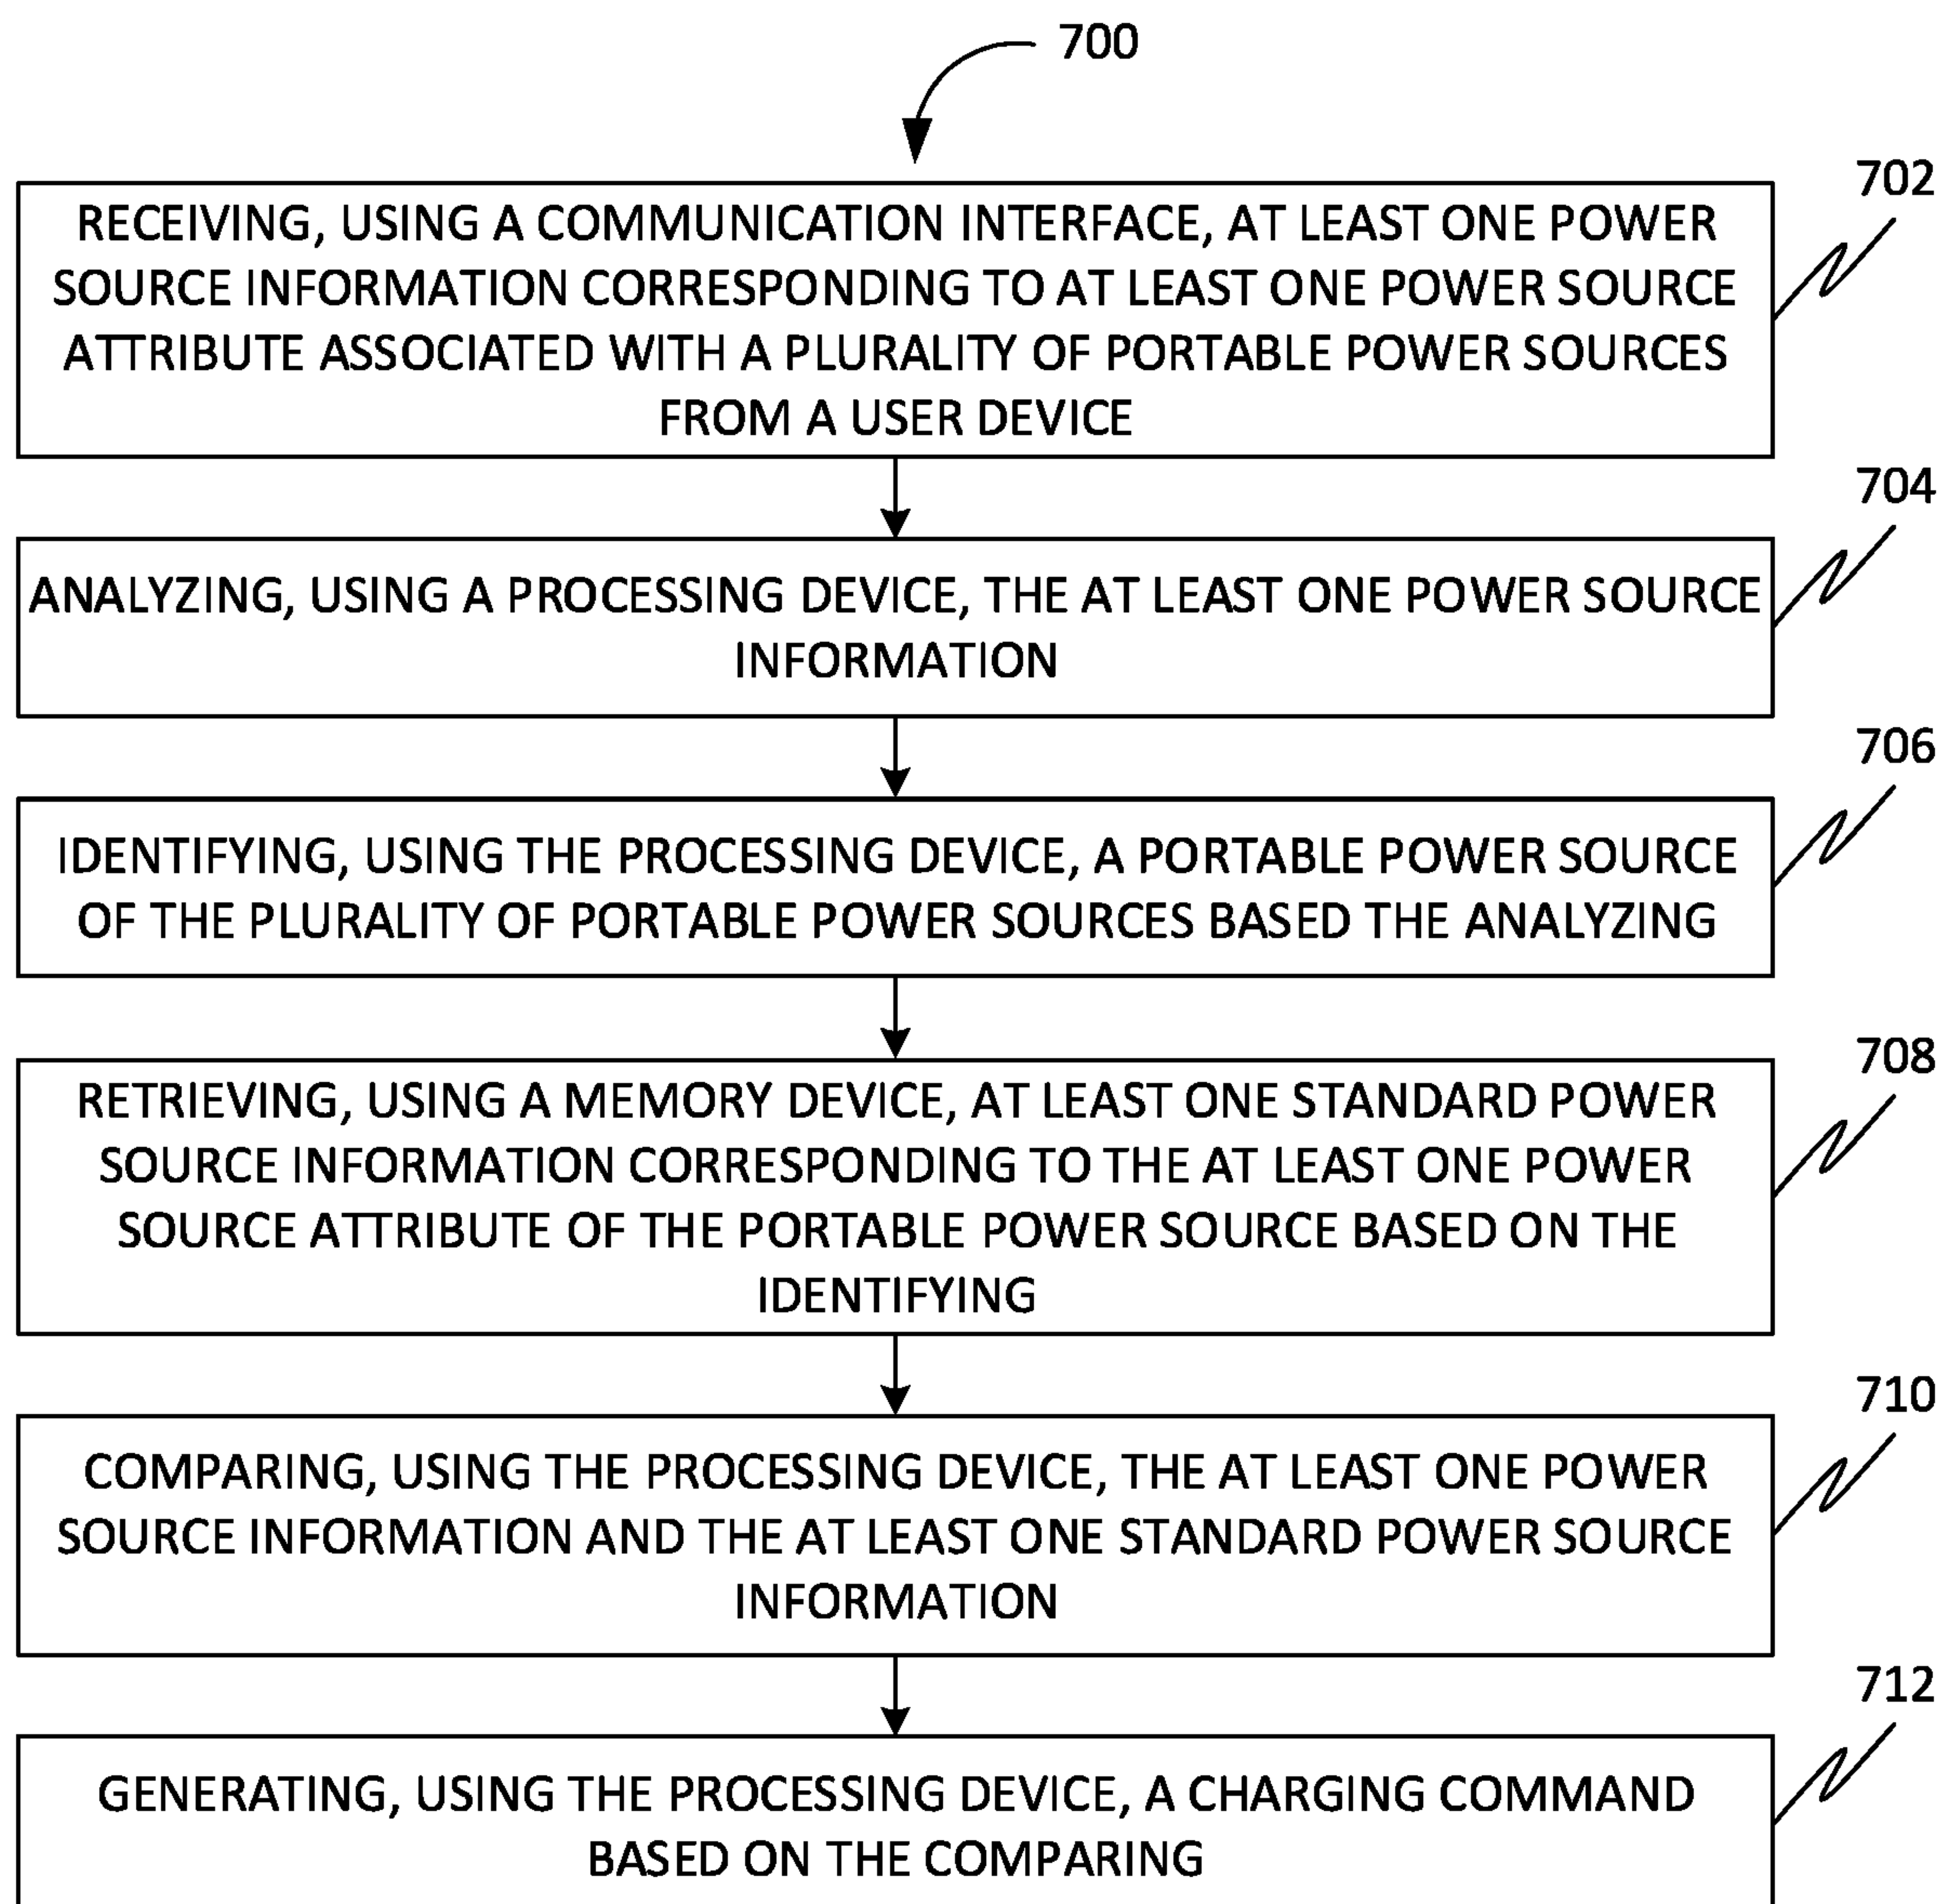 700
702
RECEIVING, USING A COMMUNICATION INTERFACE, AT LEAST ONE POWER
SOURCE INFORMATION CORRESPONDING TO AT LEAST ONE POWER SOURCE
ATTRIBUTE ASSOCIATED WITH A PLURALITY OF PORTABLE POWER SOURCES
FROM A USER DEVICE
704
ANALYZING, USING A PROCESSING DEVICE, THE AT LEAST ONE POWER SOURCE
INFORMATION
706
IDENTIFYING, USING THE PROCESSING DEVICE, A PORTABLE POWER SOURCE
OF THE PLURALITY OF PORTABLE POWER SOURCES BASED THE ANALYZING
708
RETRIEVING, USING A MEMORY DEVICE, AT LEAST ONE STANDARD POWER
SOURCE INFORMATION CORRESPONDING TO THE AT LEAST ONE POWER
SOURCE ATTRIBUTE OF THE PORTABLE POWER SOURCE BASED ON THE
IDENTIFYING
710
COMPARING, USING THE PROCESSING DEVICE, THE AT LEAST ONE POWER
SOURCE INFORMATION AND THE AT LEAST ONE STANDARD POWER SOURCE
INFORMATION
712
GENERATING, USING THE PROCESSING DEVICE, A CHARGING COMMAND
BASED ON THE COMPARING